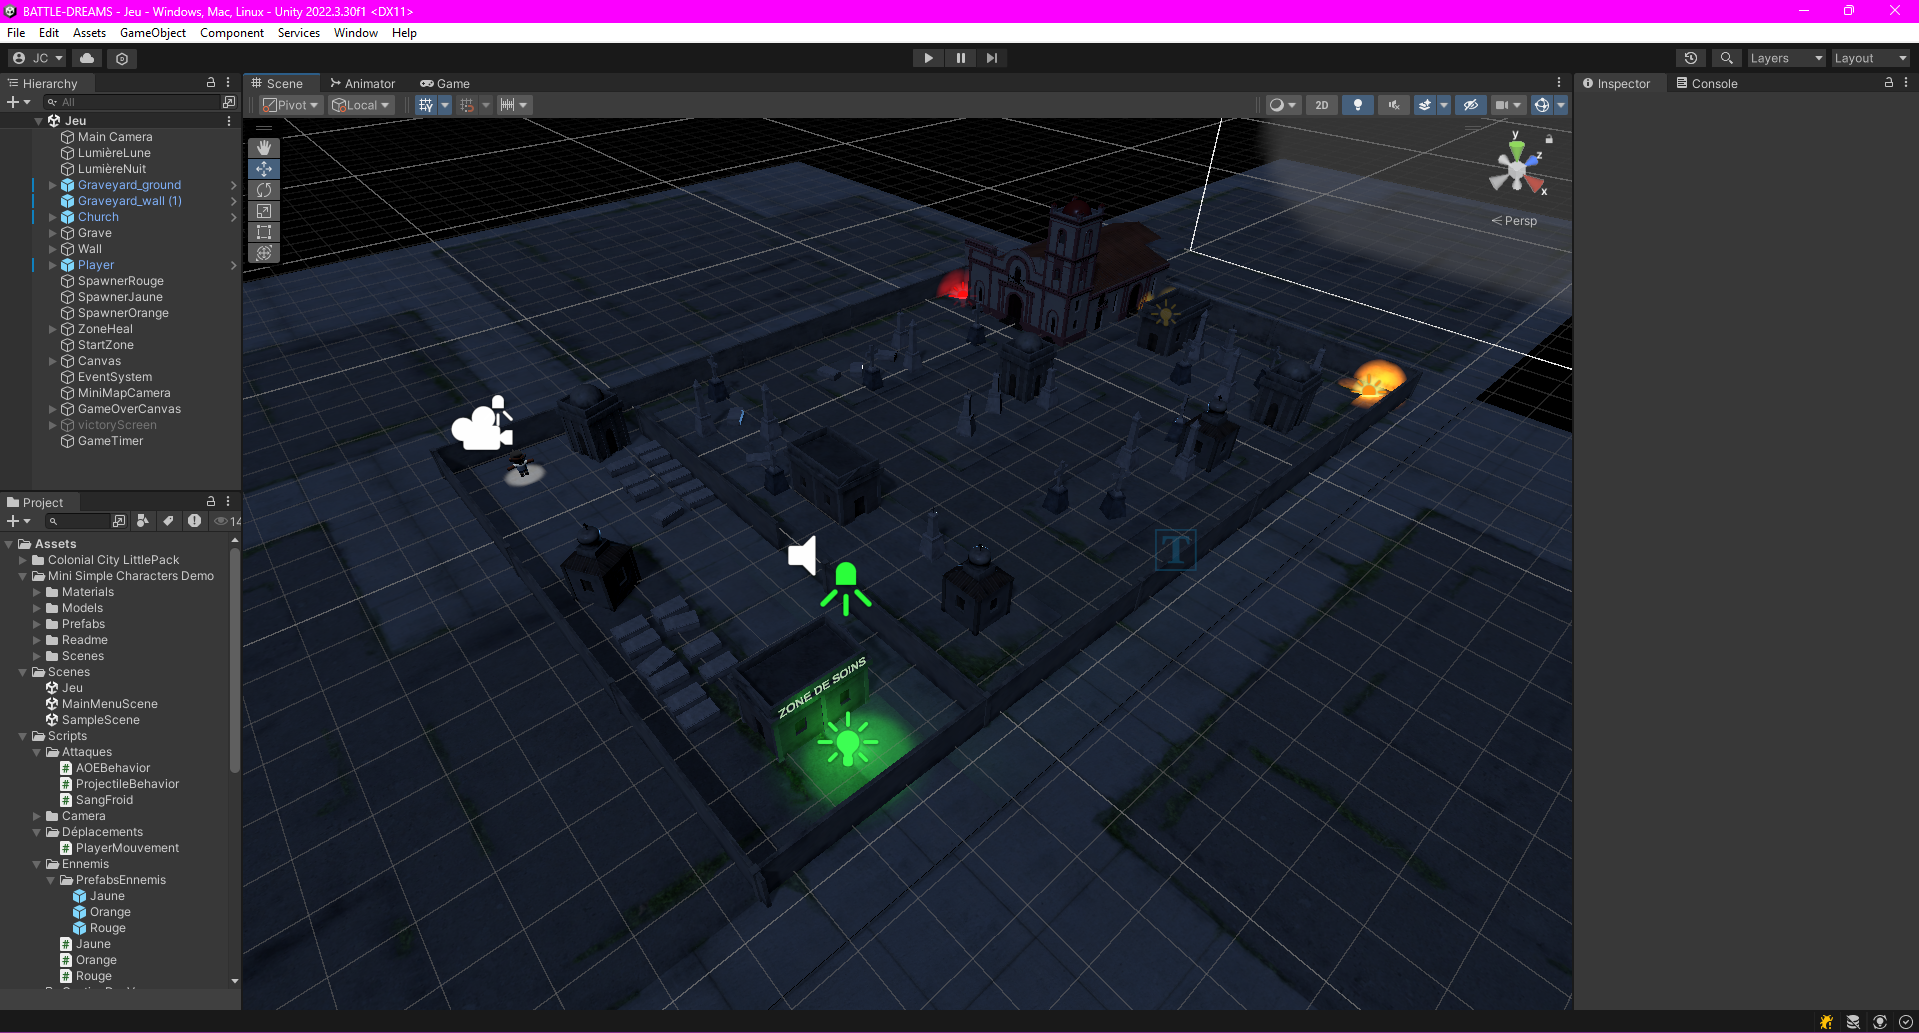 BATTLE-DREAMS - Jeu - Windows, Mac, Linux - Unity 2022.3.30f1 <DX11>
File Edit Assets GameObject Component Services Window Help
JC
Layers Layout
Hierarchy
Scene Animator Game
Inspector Console
All
Pivot Local
2D
Jeu
Main Camera
LumièreLune
LumièreNuit
Graveyard_ground
Graveyard_wall (1)
Church
Grave
Wall
Player
SpawnerRouge
SpawnerJaune
SpawnerOrange
ZoneHeal
StartZone
Canvas
EventSystem
MiniMapCamera
GameOverCanvas
victoryScreen
GameTimer
y
z
x
Persp
T
ZONE DE SOINS
Project
14
Assets
Colonial City LittlePack
Mini Simple Characters Demo
Materials
Models
Prefabs
Readme
Scenes
Scenes
Jeu
MainMenuScene
SampleScene
Scripts
Attaques
AOEBehavior
ProjectileBehavior
SangFroid
Camera
Déplacements
PlayerMouvement
Ennemis
PrefabsEnnemis
Jaune
Orange
Rouge
Jaune
Orange
Rouge